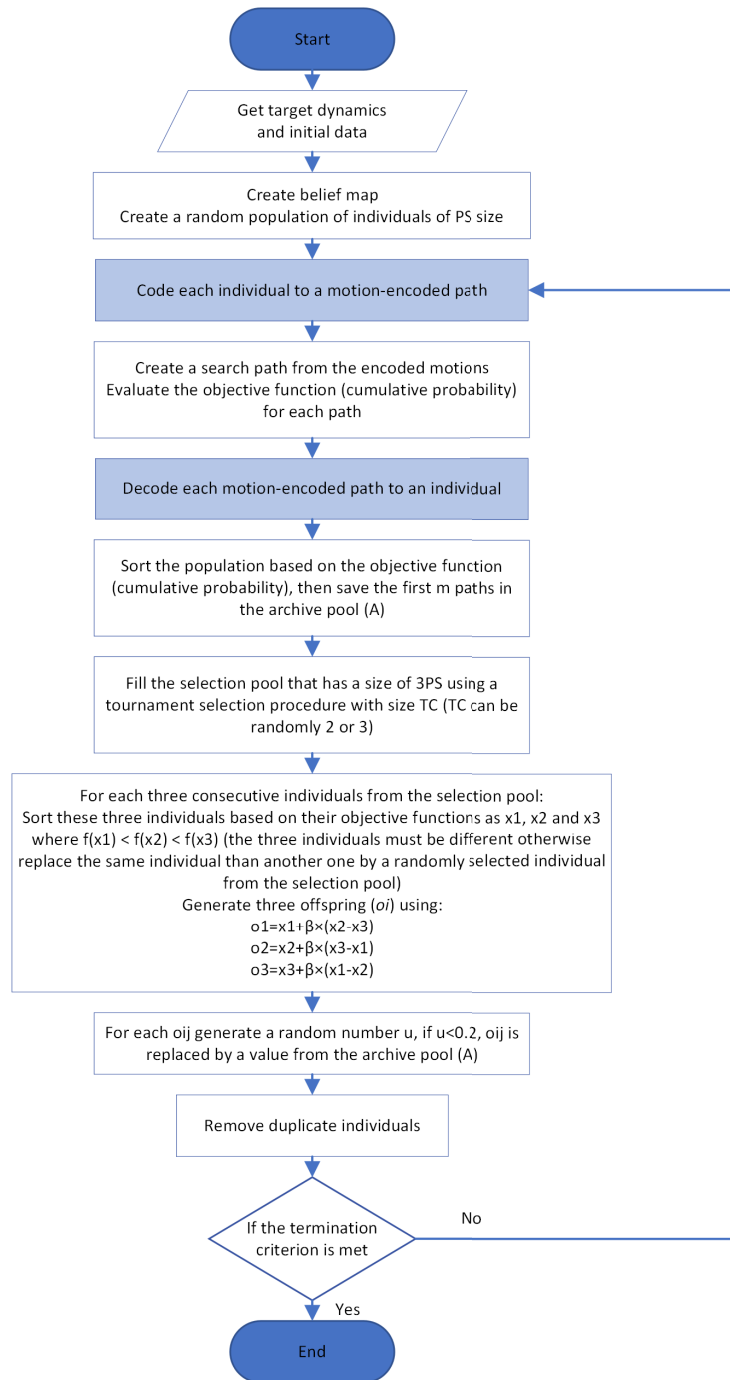 Start
Get target dynamics
and initial data
Create belief map
Create a random population of individuals of PS size
Code each individual to a motion-encoded path
Create a search path from the encoded motions
Evaluate the objective function (cumulative probability)
for each path
Decode each motion-encoded path to an individual
Sort the population based on the objective function
(cumulative probability), then save the first m paths in
the archive pool (A)
Fill the selection pool that has a size of 3PS using a
tournament selection procedure with size TC (TC can be
randomly 2 or 3)
For each three consecutive individuals from the selection pool:
Sort these three individuals based on their objective functions as x1, x2 and x3
where f(x1) < f(x2) < f(x3) (the three individuals must be different otherwise
replace the same individual than another one by a randomly selected individual
from the selection pool)
Generate three offspring (oi) using:
o1=x1+β×(x2-x3)
o2=x2+β×(x3-x1)
o3=x3+β×(x1-x2)
For each oij generate a random number u, if u<0.2, oij is
replaced by a value from the archive pool (A)
Remove duplicate individuals
If the termination
criterion is met
No
Yes
End